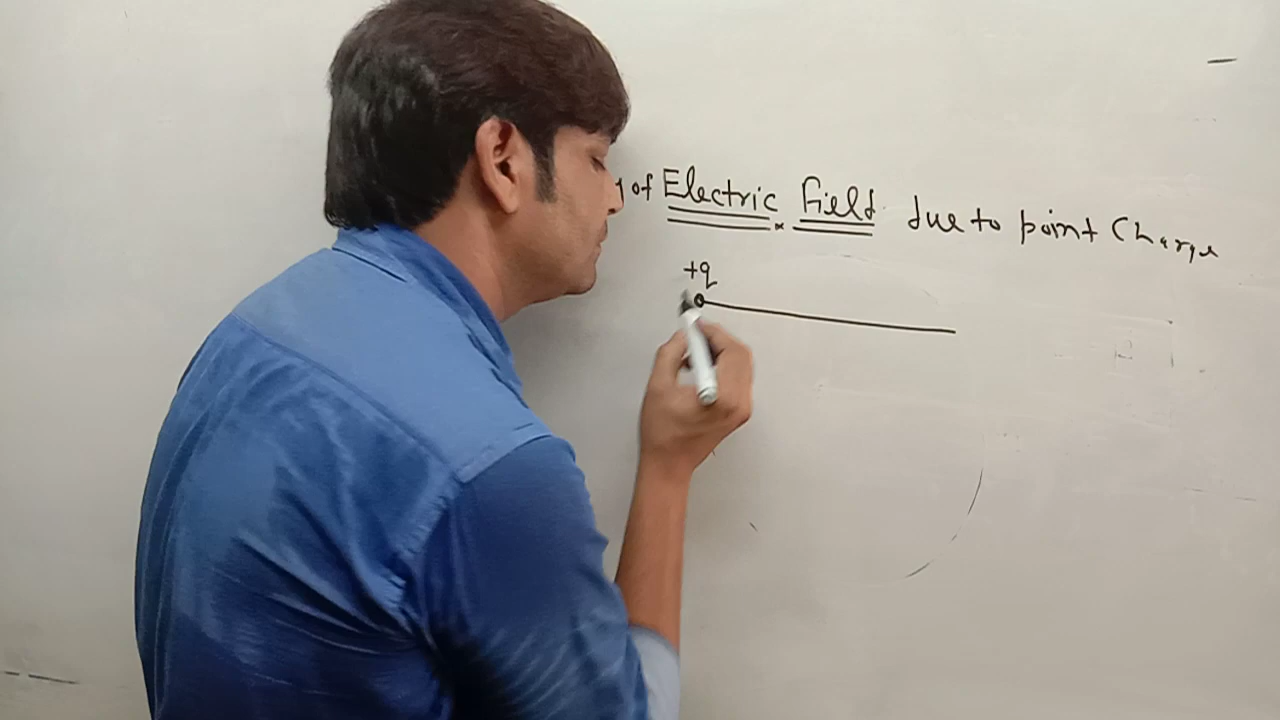 of Electric Field due to point Charge
+q